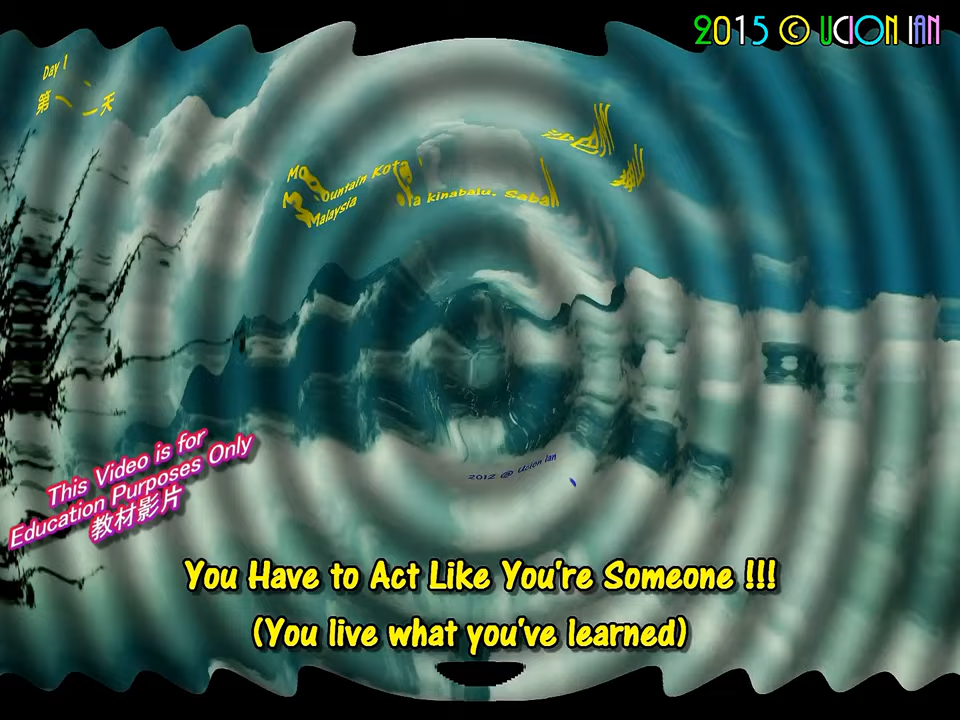 2015 © UCION IAN
Day 1
第一天
Mountain Kota kinabalu. Sabah
Malaysia
2012 @ Ucion Ian
This Video is for
Education Purposes Only
教材影片
You Have to Act Like You're Someone !!!
(You live what you've learned)